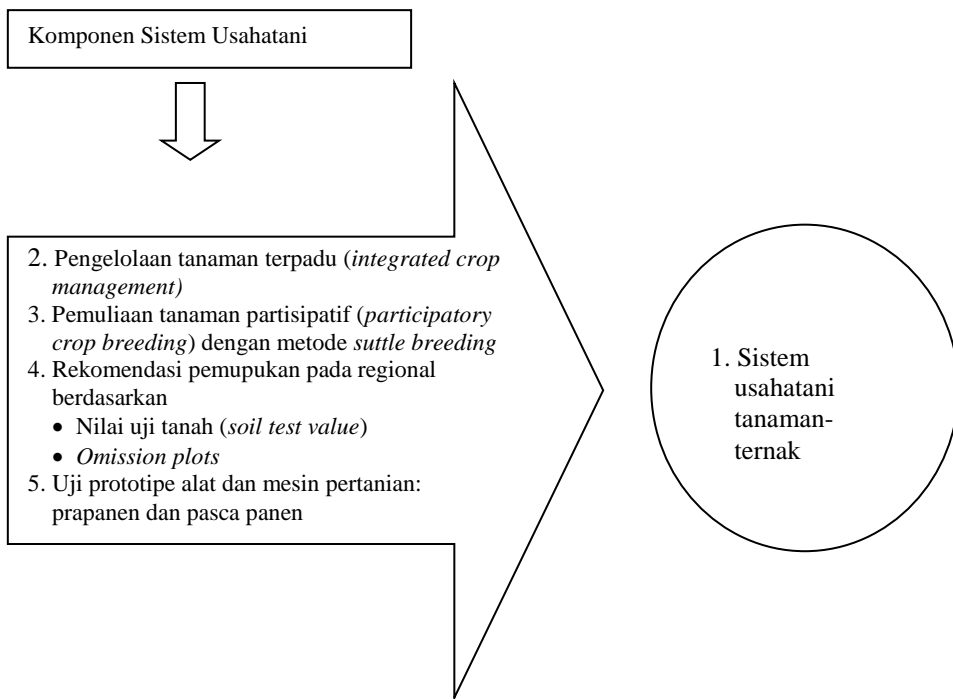 Komponen Sistem Usahatani
2. Pengelolaan tanaman terpadu (integrated crop
management)
3. Pemuliaan tanaman partisipatif (participatory
crop breeding) dengan metode suttle breeding
4. Rekomendasi pemupukan pada regional
berdasarkan
• Nilai uji tanah (soil test value)
• Omission plots
5. Uji prototipe alat dan mesin pertanian:
prapanen dan pasca panen
1. Sistem
usahatani
tanaman-
ternak